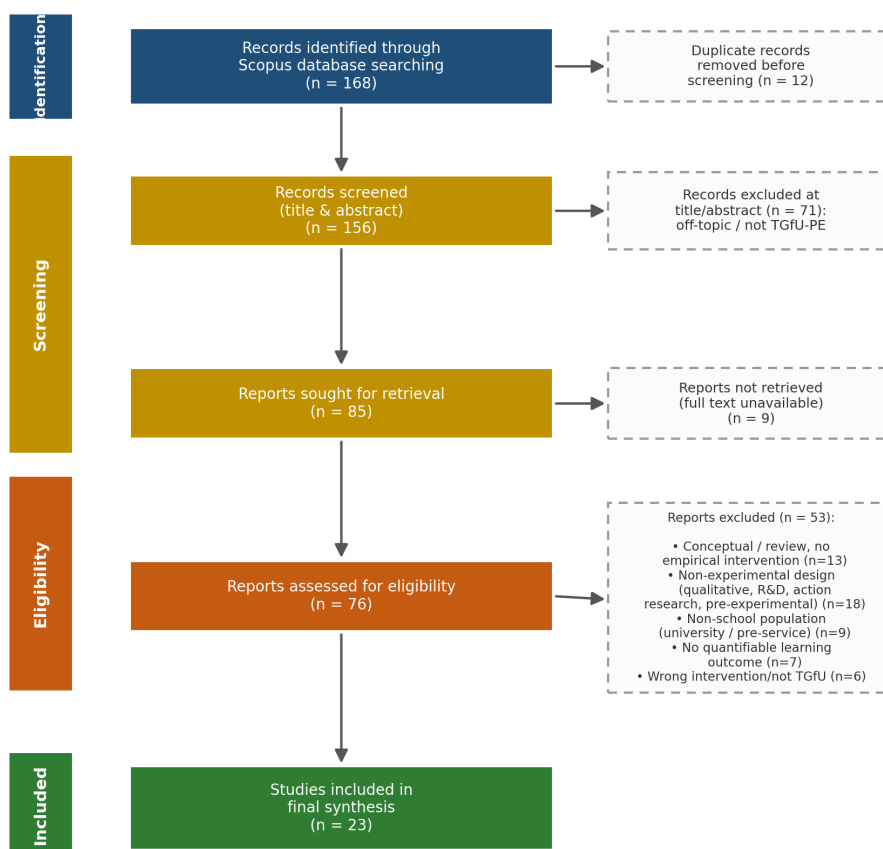 Identification
Records identified through
Scopus database searching
(n = 168)
Duplicate records
removed before
screening (n = 12)
Screening
Records screened
(title & abstract)
(n = 156)
Records excluded at
title/abstract (n = 71):
off-topic / not TGfU-PE
Reports sought for retrieval
(n = 85)
Reports not retrieved
(full text unavailable)
(n = 9)
Eligibility
Reports assessed for eligibility
(n = 76)
Reports excluded (n = 53):
• Conceptual / review, no
empirical intervention (n=13)
• Non-experimental design
(qualitative, R&D, action
research, pre-experimental) (n=18)
• Non-school population
(university / pre-service) (n=9)
• No quantifiable learning
outcome (n=7)
• Wrong intervention/not TGfU (n=6)
Included
Studies included in
final synthesis
(n = 23)